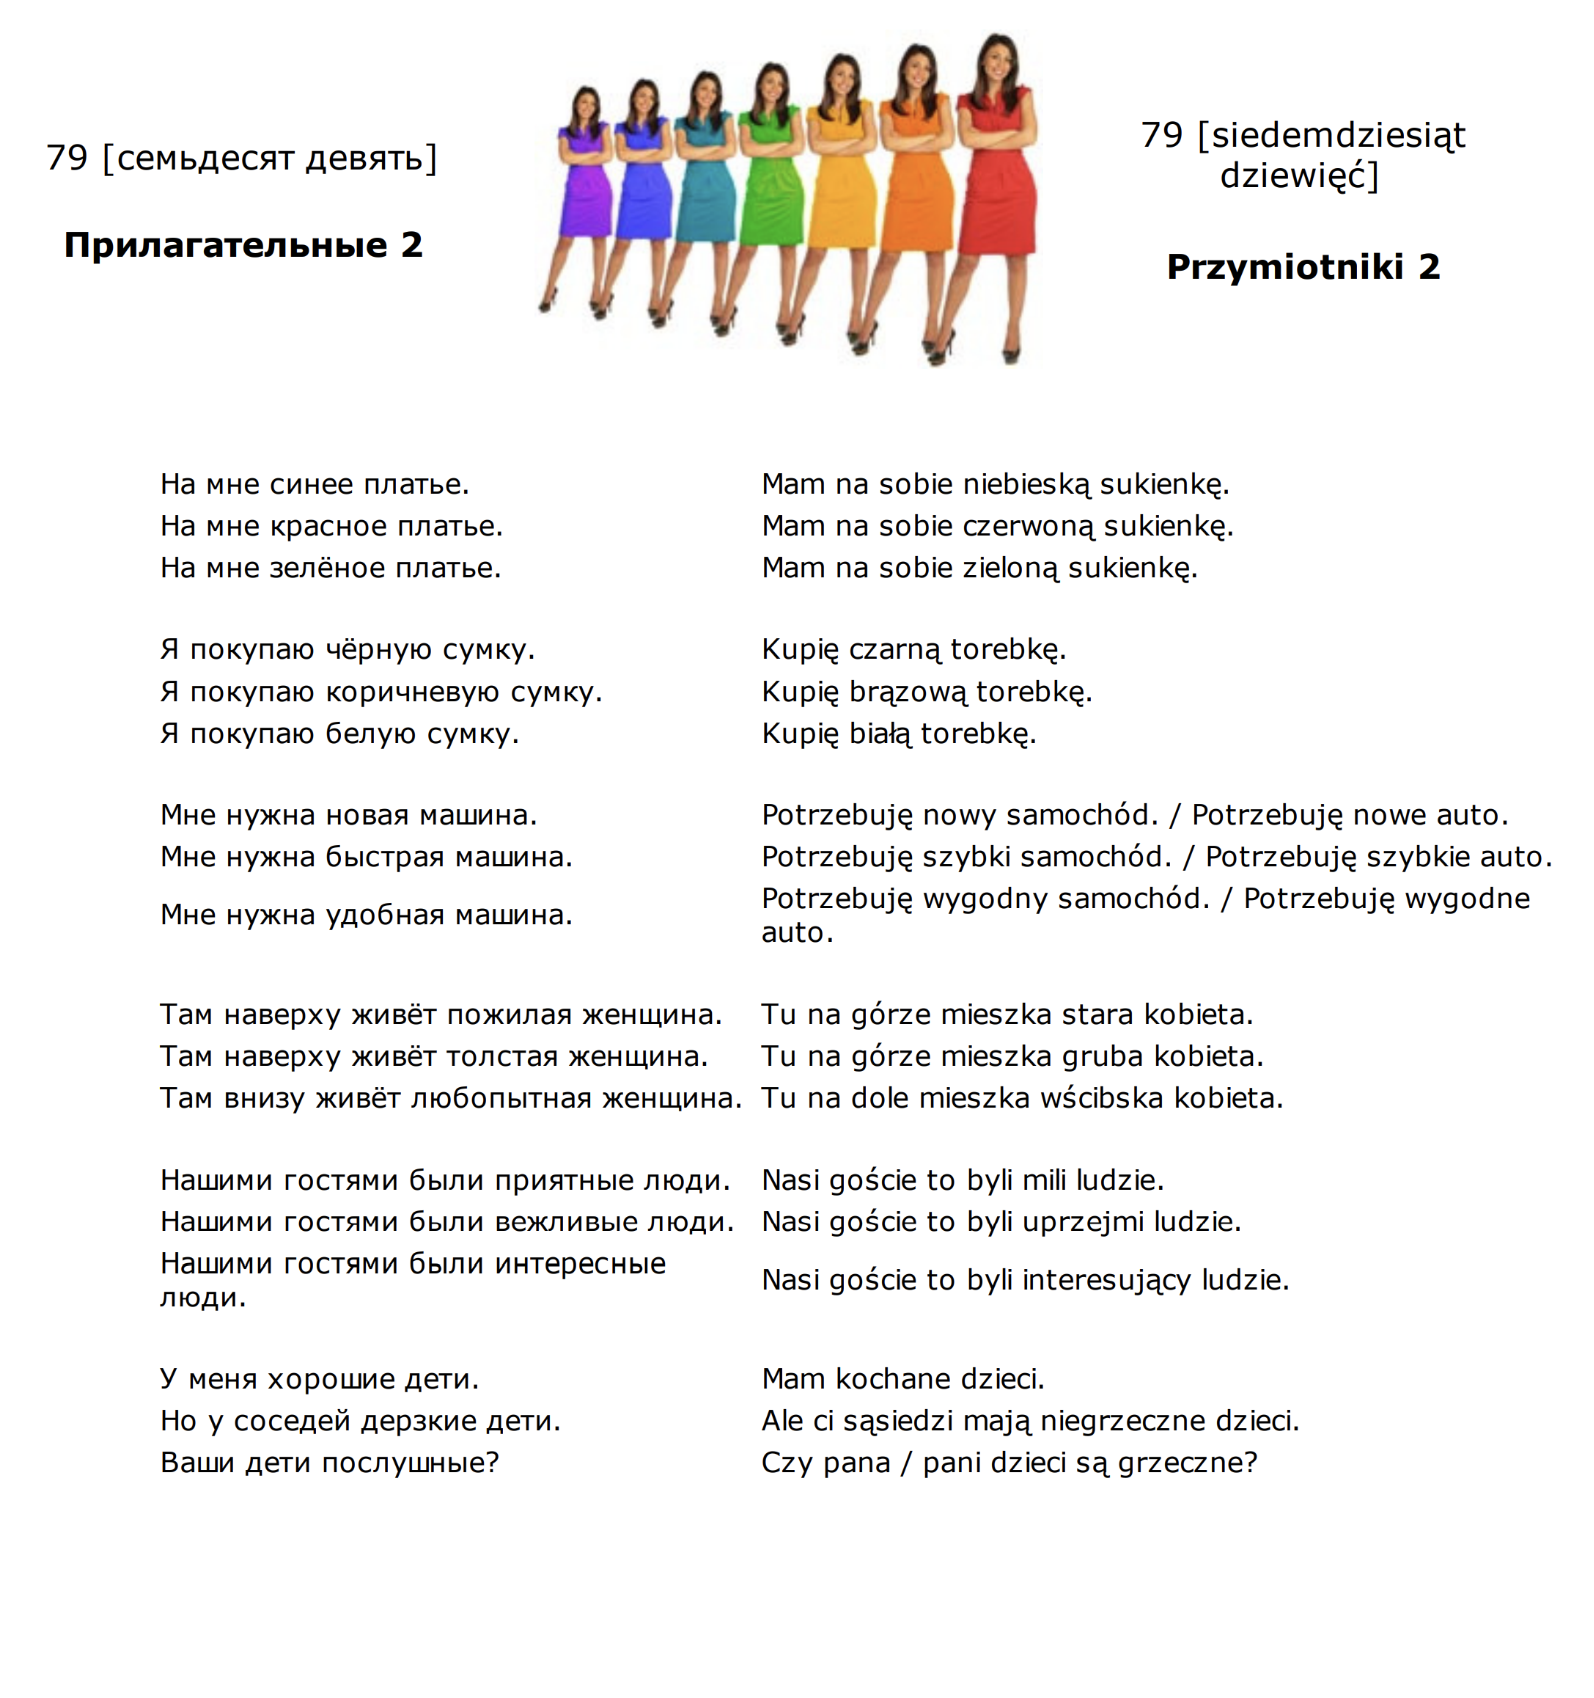 79 [семьдесят девять]
Прилагательные 2
79 [siedemdziesiąt
dziewięć]
Przymiotniki 2
На мне синее платье. Mam na sobie niebieską sukienkę.
На мне красное платье. Mam na sobie czerwoną sukienkę.
На мне зелёное платье. Mam na sobie zieloną sukienkę.
Я покупаю чёрную сумку. Kupię czarną torebkę.
Я покупаю коричневую сумку. Kupię brązową torebkę.
Я покупаю белую сумку. Kupię białą torebkę.
Мне нужна новая машина. Potrzebuję nowy samochód. / Potrzebuję nowe auto.
Мне нужна быстрая машина. Potrzebuję szybki samochód. / Potrzebuję szybkie auto.
Мне нужна удобная машина. Potrzebuję wygodny samochód. / Potrzebuję wygodne
auto.
Там наверху живёт пожилая женщина. Tu na górze mieszka stara kobieta.
Там наверху живёт толстая женщина. Tu na górze mieszka gruba kobieta.
Там внизу живёт любопытная женщина. Tu na dole mieszka wścibska kobieta.
Нашими гостями были приятные люди. Nasi goście to byli mili ludzie.
Нашими гостями были вежливые люди. Nasi goście to byli uprzejmi ludzie.
Нашими гостями были интересные
люди. Nasi goście to byli interesujący ludzie.
У меня хорошие дети. Mam kochane dzieci.
Но у соседей дерзкие дети. Ale ci sąsiedzi mają niegrzeczne dzieci.
Ваши дети послушные? Czy pana / pani dzieci są grzeczne?